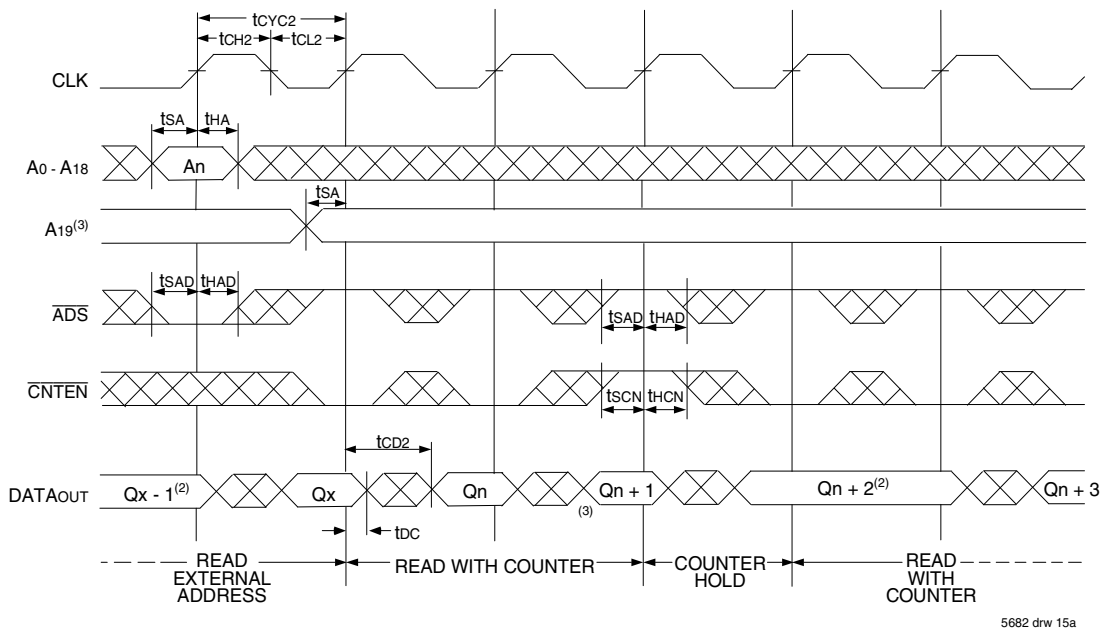 tCYC2
tCH2 tCL2
CLK
tSA tHA
A0 - A18 An
tSA
A19(3)
tSAD tHAD
ADS
tSAD tHAD
CNTEN
tSCN tHCN
tCD2
DATAOUT Qx - 1(2) Qx Qn Qn + 1 Qn + 2(2) Qn + 3
(3)
tDC
READ EXTERNAL ADDRESS
READ WITH COUNTER
COUNTER HOLD
READ WITH COUNTER
5682 drw 15a